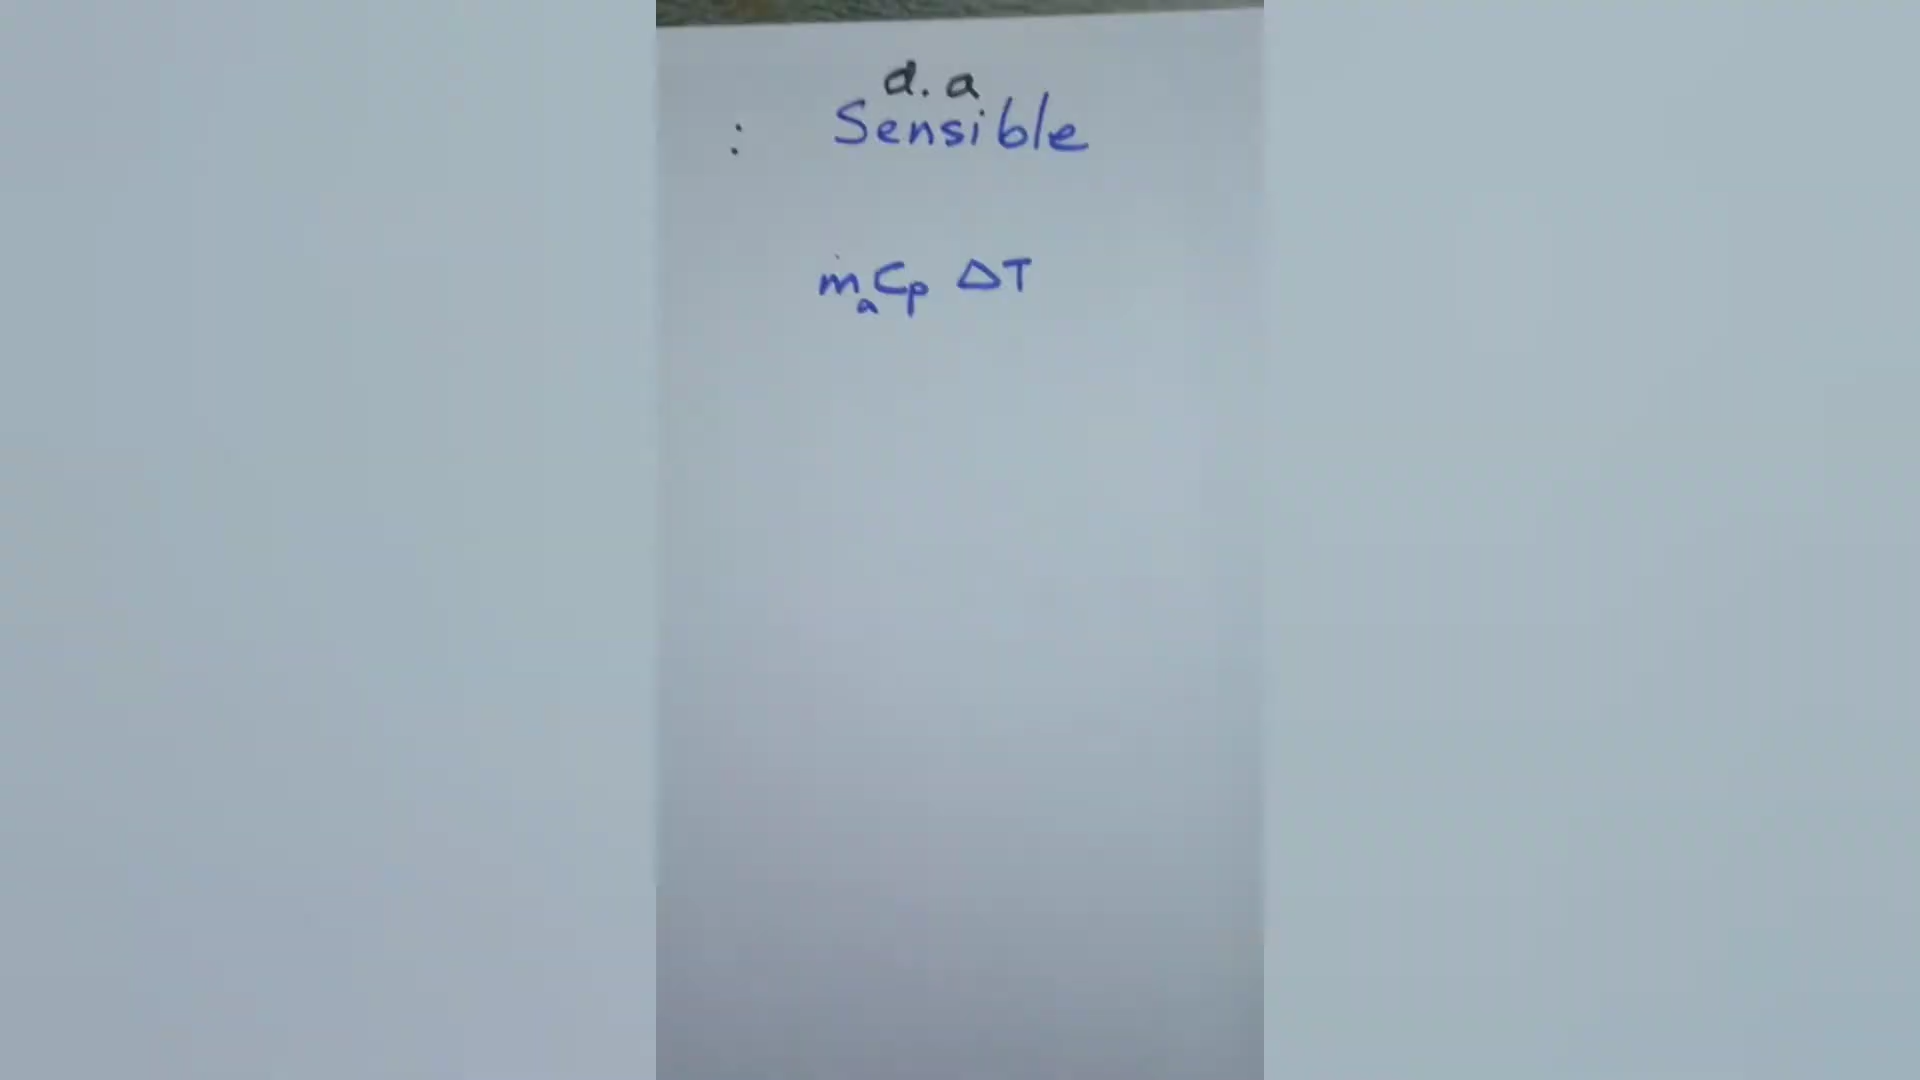 d. a
: Sensible
ṁₐCₚ ΔT